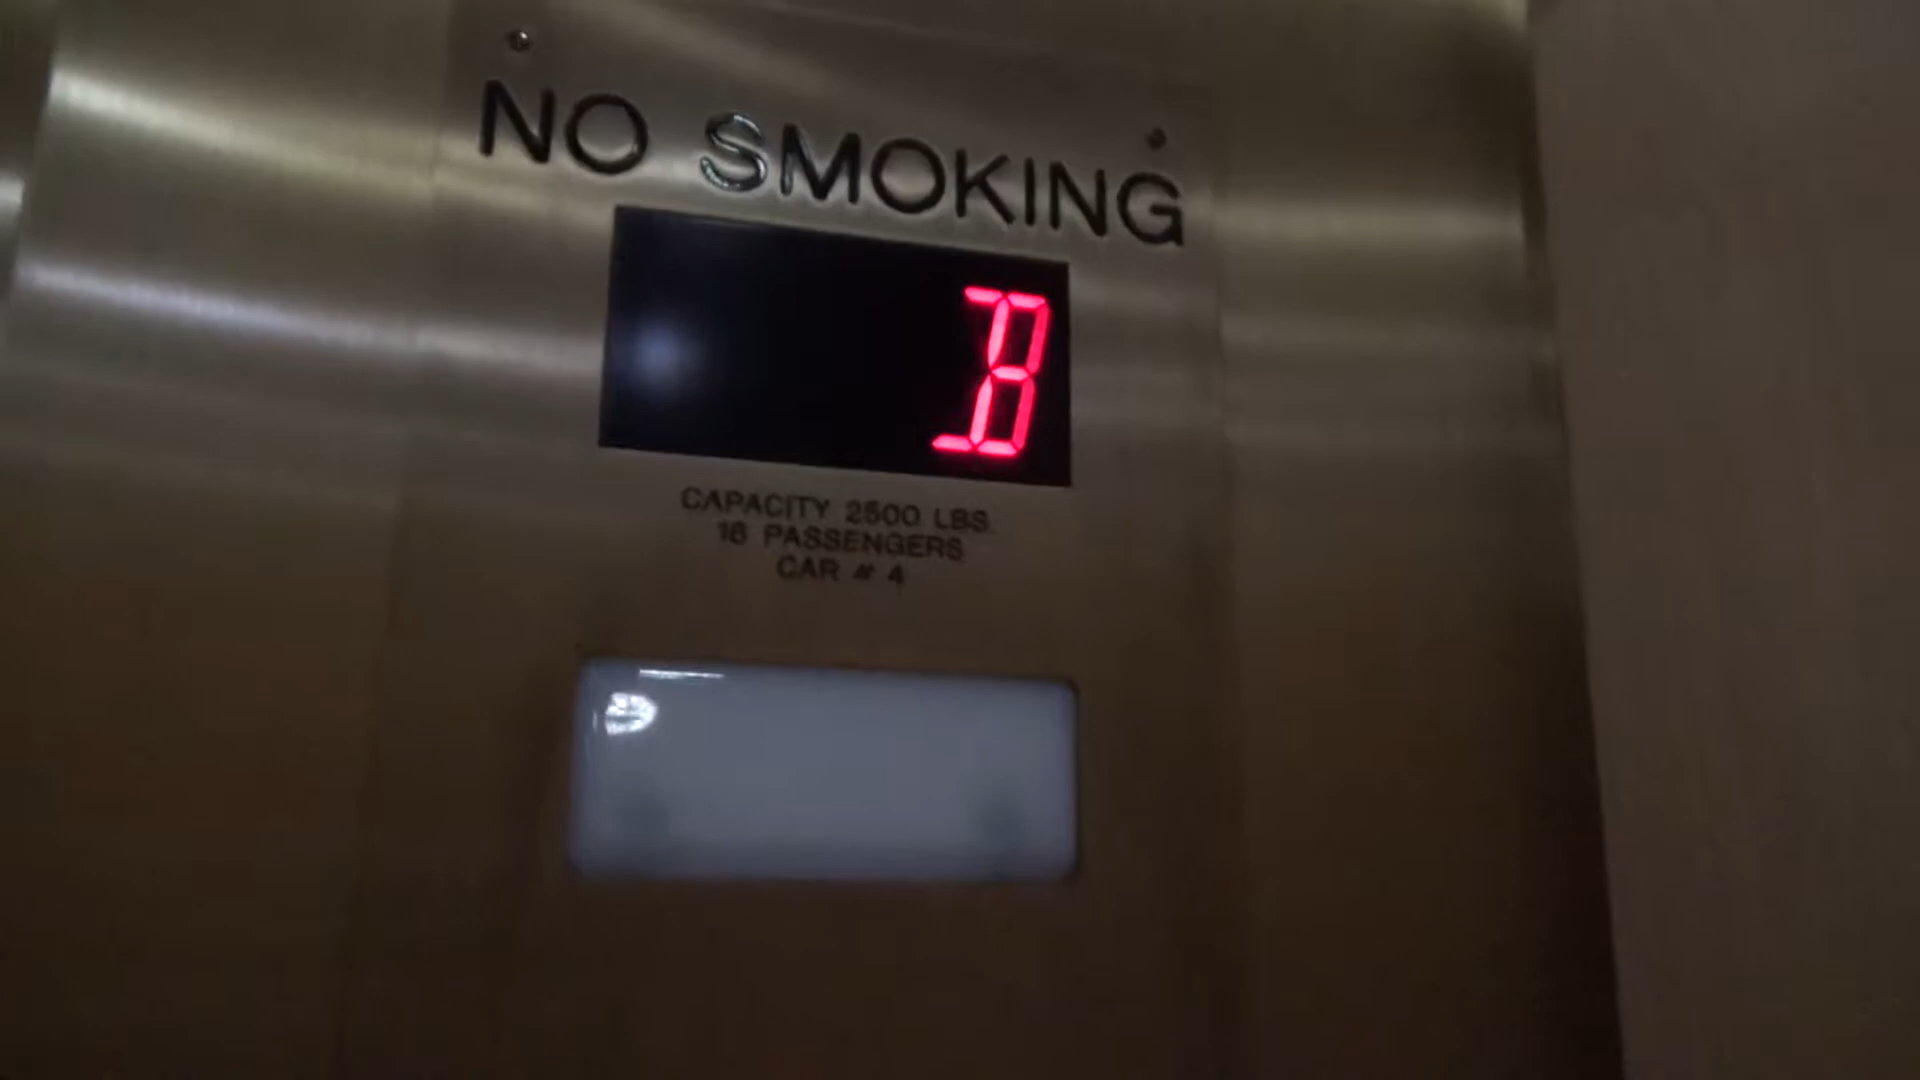 NO SMOKING
B
CAPACITY 2500 LBS.
16 PASSENGERS
CAR # 4